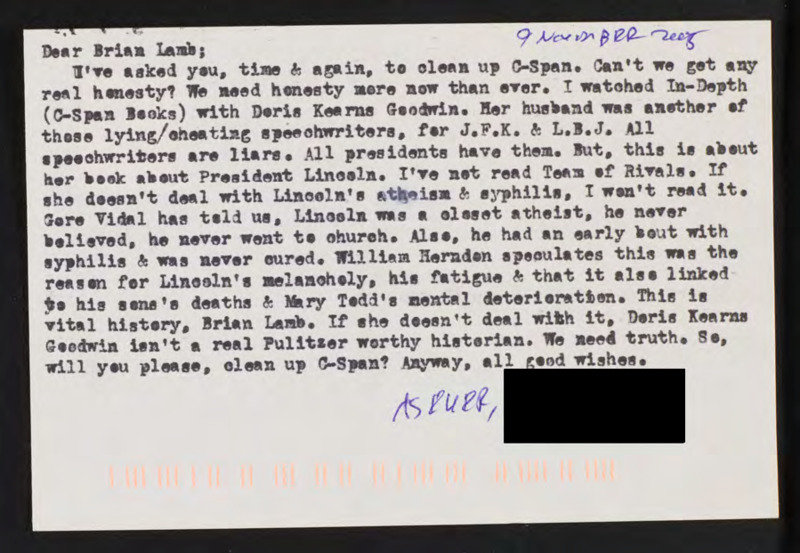 9 November 2005
Dear Brian Lamb;
I've asked you, time & again, to clean up C-Span. Can't we get any
real honesty? We need honesty more now than ever. I watched In-Depth
(C-Span Books) with Doris Kearns Goodwin. Her husband was another of
those lying/cheating speechwriters, for J.F.K. & L.B.J. All
speechwriters are liars. All presidents have them. But, this is about
her book about President Lincoln. I've not read Team of Rivals. If
she doesn't deal with Lincoln's atheism & syphilis, I won't read it.
Gore Vidal has told us, Lincoln was a closet atheist, he never
believed, he never went to church. Also, he had an early bout with
syphilis & was never cured. William Herndon speculates this was the
reason for Lincoln's melancholy, his fatigue & that it also linked
to his sons's deaths & Mary Todd's mental deterioration. This is
vital history, Brian Lamb. If she doesn't deal with it, Doris Kearns
Goodwin isn't a real Pulitzer worthy historian. We need truth. So,
will you please, clean up C-Span? Anyway, all good wishes.
As ever,